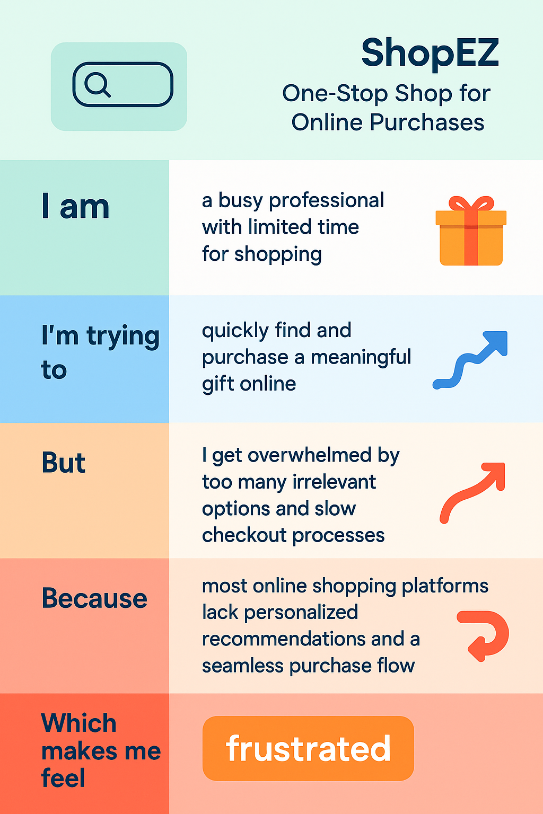 ShopEZ
One-Stop Shop for
Online Purchases
I am
a busy professional
with limited time
for shopping
I'm trying
to
quickly find and
purchase a meaningful
gift online
But
I get overwhelmed by
too many irrelevant
options and slow
checkout processes
Because
most online shopping platforms
lack personalized
recommendations and a
seamless purchase flow
Which
makes me
feel
frustrated